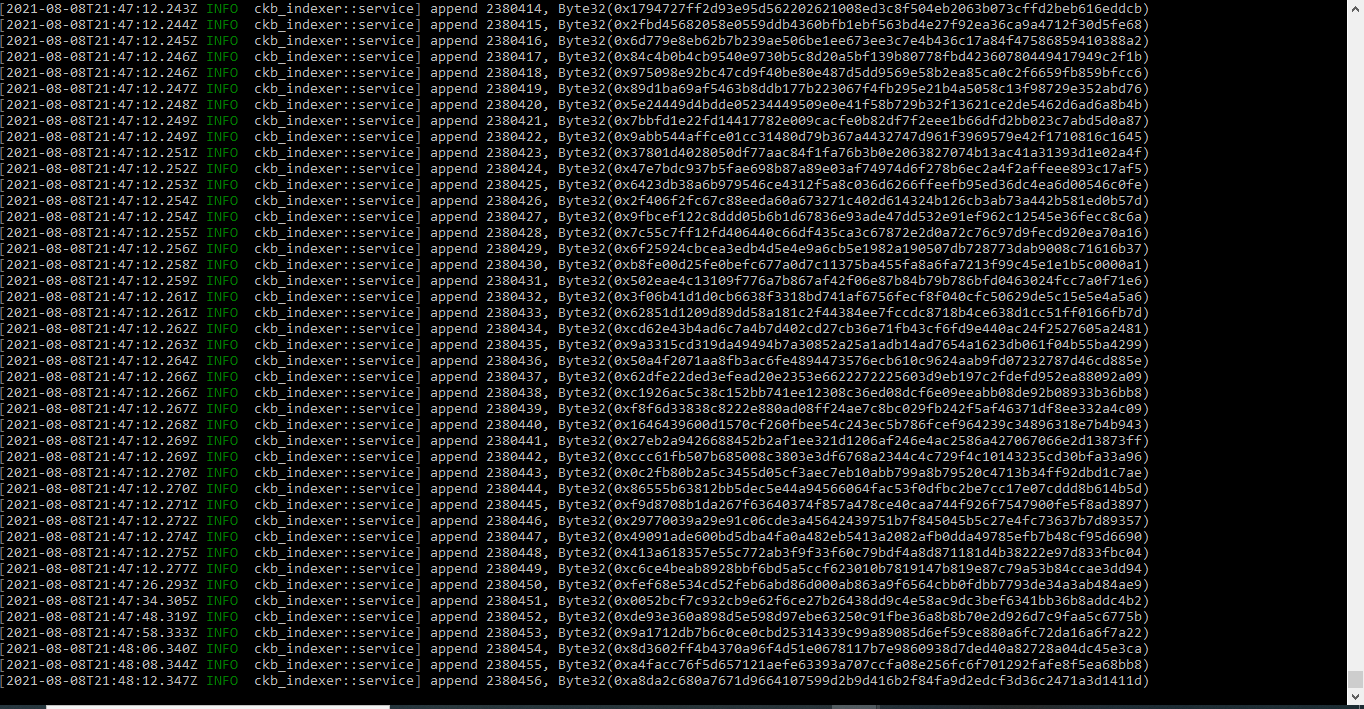 [2021-08-08T21:47:12.243Z INFO  ckb_indexer::service] append 2380414, Byte32(0x1794727ff2d93e95d562202621008ed3c8f504eb2063b073cffd2beb616eddcb)
[2021-08-08T21:47:12.244Z INFO  ckb_indexer::service] append 2380415, Byte32(0x2fbd45682058e0559ddb4360bfb1ebf563bd4e27f92ea36ca9a4712f30d5fe68)
[2021-08-08T21:47:12.245Z INFO  ckb_indexer::service] append 2380416, Byte32(0x6d779e8eb62b7b239ae506be1ee673ee3c7e4b436c17a84f47586859410388a2)
[2021-08-08T21:47:12.246Z INFO  ckb_indexer::service] append 2380417, Byte32(0x84c4b0b4cb9540e9730b5c8d20a5bf139b80778fbd42360780449417949c2f1b)
[2021-08-08T21:47:12.246Z INFO  ckb_indexer::service] append 2380418, Byte32(0x975098e92bc47cd9f40be80e487d5dd9569e58b2ea85ca0c2f6659fb859bfcc6)
[2021-08-08T21:47:12.247Z INFO  ckb_indexer::service] append 2380419, Byte32(0x89d1ba69af5463b8ddb177b223067f4fb295e21b4a5058c13f98729e352abd76)
[2021-08-08T21:47:12.248Z INFO  ckb_indexer::service] append 2380420, Byte32(0x5e24449d4bdde05234449509e0e41f58b729b32f13621ce2de5462d6ad6a8b4b)
[2021-08-08T21:47:12.249Z INFO  ckb_indexer::service] append 2380421, Byte32(0x7bbfd1e22fd14417782e009cacfe0b82df7f2eee1b66dfd2bb023c7abd5d0a87)
[2021-08-08T21:47:12.249Z INFO  ckb_indexer::service] append 2380422, Byte32(0x9abb544affce01cc31480d79b367a4432747d961f3969579e42f1710816c1645)
[2021-08-08T21:47:12.251Z INFO  ckb_indexer::service] append 2380423, Byte32(0x37801d4028050df77aac84f1fa76b3b0e2063827074b13ac41a31393d1e02a4f)
[2021-08-08T21:47:12.252Z INFO  ckb_indexer::service] append 2380424, Byte32(0x47e7bdc937b5fae698b87a89e03af74974d6f278b6ec2a4f2affeee893c17af5)
[2021-08-08T21:47:12.253Z INFO  ckb_indexer::service] append 2380425, Byte32(0x6423db38a6b979546ce4312f5a8c036d6266ffeefb95ed36dc4ea6d00546c0fe)
[2021-08-08T21:47:12.254Z INFO  ckb_indexer::service] append 2380426, Byte32(0x2f406f2fc67c88eeda60a673271c402d614324b126cb3ab73a442b581ed0b57d)
[2021-08-08T21:47:12.254Z INFO  ckb_indexer::service] append 2380427, Byte32(0x9fbcef122c8ddd05b6b1d67836e93ade47dd532e91ef962c12545e36fecc8c6a)
[2021-08-08T21:47:12.255Z INFO  ckb_indexer::service] append 2380428, Byte32(0x7c55c7ff12fd406440c66df435ca3c67872e2d0a72c76c97d9fecd920ea70a16)
[2021-08-08T21:47:12.256Z INFO  ckb_indexer::service] append 2380429, Byte32(0x6f25924cbcea3edb4d5e4e9a6cb5e1982a190507db728773dab9008c71616b37)
[2021-08-08T21:47:12.258Z INFO  ckb_indexer::service] append 2380430, Byte32(0xb8fe00d25fe0befc677a0d7c11375ba455fa8a6fa7213f99c45e1e1b5c0000a1)
[2021-08-08T21:47:12.259Z INFO  ckb_indexer::service] append 2380431, Byte32(0x502eae4c13109f776a7b867af42f06e87b84b79b786bfd0463024fcc7a0f71e6)
[2021-08-08T21:47:12.261Z INFO  ckb_indexer::service] append 2380432, Byte32(0x3f06b41d1d0cb6638f3318bd741af6756fecf8f040cfc50629de5c15e5e4a5a6)
[2021-08-08T21:47:12.261Z INFO  ckb_indexer::service] append 2380433, Byte32(0x62851d1209d89dd58a181c2f44384ee7fccdc8718b4ce638d1cc51ff0166fb7d)
[2021-08-08T21:47:12.262Z INFO  ckb_indexer::service] append 2380434, Byte32(0xcd62e43b4ad6c7a4b7d402cd27cb36e71fb43cf6fd9e440ac24f2527605a2481)
[2021-08-08T21:47:12.263Z INFO  ckb_indexer::service] append 2380435, Byte32(0x9a3315cd319da49494b7a30852a25a1adb14ad7654a1623db061f04b55ba4299)
[2021-08-08T21:47:12.264Z INFO  ckb_indexer::service] append 2380436, Byte32(0x50a4f2071aa8fb3ac6fe4894473576ecb610c9624aab9fd07232787d46cd885e)
[2021-08-08T21:47:12.266Z INFO  ckb_indexer::service] append 2380437, Byte32(0x62dfe22ded3efead20e2353e6622272225603d9eb197c2fdefd952ea88092a09)
[2021-08-08T21:47:12.266Z INFO  ckb_indexer::service] append 2380438, Byte32(0xc1926ac5c38c152bb741ee12308c36ed08dcf6e09eeabb08de92b08933b36bb8)
[2021-08-08T21:47:12.267Z INFO  ckb_indexer::service] append 2380439, Byte32(0xf8f6d33838c8222e880ad08ff24ae7c8bc029fb242f5af46371df8ee332a4c09)
[2021-08-08T21:47:12.268Z INFO  ckb_indexer::service] append 2380440, Byte32(0x1646439600d1570cf260fbee54c243ec5b786fcef964239c34896318e7b4b943)
[2021-08-08T21:47:12.269Z INFO  ckb_indexer::service] append 2380441, Byte32(0x27eb2a9426688452b2af1ee321d1206af246e4ac2586a427067066e2d13873ff)
[2021-08-08T21:47:12.269Z INFO  ckb_indexer::service] append 2380442, Byte32(0xccc61fb507b685008c3803e3df6768a2344c4c729f4c10143235cd30bfa33a96)
[2021-08-08T21:47:12.270Z INFO  ckb_indexer::service] append 2380443, Byte32(0x0c2fb80b2a5c3455d05cf3aec7eb10abb799a8b79520c4713b34ff92dbd1c7ae)
[2021-08-08T21:47:12.270Z INFO  ckb_indexer::service] append 2380444, Byte32(0x86555b63812bb5dec5e44a94566064fac53f0dfbc2be7cc17e07cddd8b614b5d)
[2021-08-08T21:47:12.271Z INFO  ckb_indexer::service] append 2380445, Byte32(0xf9d8708b1da267f63640374f857a478ce40caa744f926f7547900fe5f8ad3897)
[2021-08-08T21:47:12.272Z INFO  ckb_indexer::service] append 2380446, Byte32(0x29770039a29e91c06cde3a45642439751b7f845045b5c27e4fc73637b7d89357)
[2021-08-08T21:47:12.274Z INFO  ckb_indexer::service] append 2380447, Byte32(0x49091ade600bd5dba4fa0a482eb5413a2082afb0dda49785efb7b48cf95d6690)
[2021-08-08T21:47:12.275Z INFO  ckb_indexer::service] append 2380448, Byte32(0x413a618357e55c772ab3f9f33f60c79bdf4a8d871181d4b38222e97d833fbc04)
[2021-08-08T21:47:12.277Z INFO  ckb_indexer::service] append 2380449, Byte32(0xc6ce4beab8928bbf6bd5a5ccf623010b7819147b819e87c79a53b84ccae3dd94)
[2021-08-08T21:47:26.293Z INFO  ckb_indexer::service] append 2380450, Byte32(0xfef68e534cd52feb6abd86d000ab863a9f6564cbb0fdbb7793de34a3ab484ae9)
[2021-08-08T21:47:34.305Z INFO  ckb_indexer::service] append 2380451, Byte32(0x0052bcf7c932cb9e62f6ce27b26438dd9c4e58ac9dc3bef6341bb36b8addc4b2)
[2021-08-08T21:47:48.319Z INFO  ckb_indexer::service] append 2380452, Byte32(0xde93e360a898d5e598d97ebe63250c91fbe36a8b8b70e2d926d7c9faa5c6775b)
[2021-08-08T21:47:58.333Z INFO  ckb_indexer::service] append 2380453, Byte32(0x9a1712db7b6c0ce0cbd25314339c99a89085d6ef59ce880a6fc72da16a6f7a22)
[2021-08-08T21:48:06.340Z INFO  ckb_indexer::service] append 2380454, Byte32(0x8d3602ff4b4370a96f4d51e0678117b7e9860938d7ded40a82728a04dc45e3ca)
[2021-08-08T21:48:08.344Z INFO  ckb_indexer::service] append 2380455, Byte32(0xa4facc76f5d657121aefe63393a707ccfa08e256fc6f701292fafe8f5ea68bb8)
[2021-08-08T21:48:12.347Z INFO  ckb_indexer::service] append 2380456, Byte32(0xa8da2c680a7671d9664107599d2b9d416b2f84fa9d2edcf3d36c2471a3d1411d)